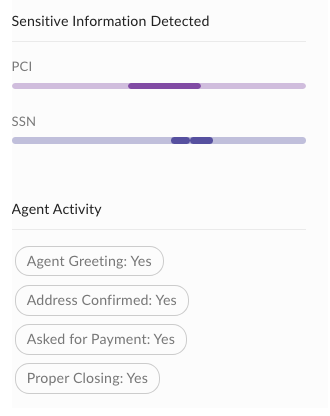 Sensitive Information Detected
PCI
SSN
Agent Activity
Agent Greeting: Yes
Address Confirmed: Yes
Asked for Payment: Yes
Proper Closing: Yes